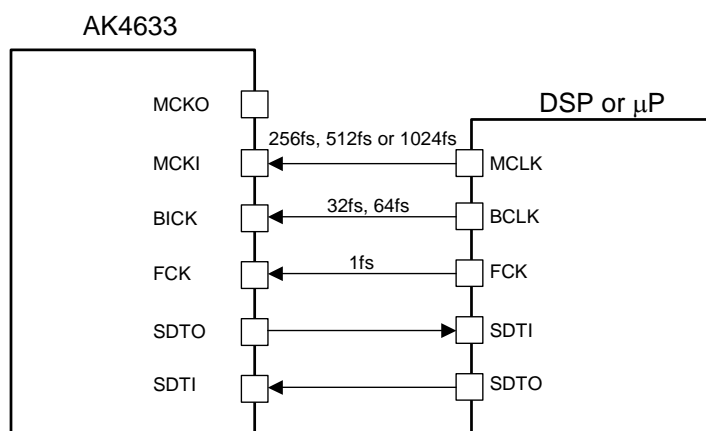 AK4633
DSP or μP
MCKO
256fs, 512fs or 1024fs
MCKI
MCLK
32fs, 64fs
BICK
BCLK
1fs
FCK
FCK
SDTO
SDTI
SDTI
SDTO